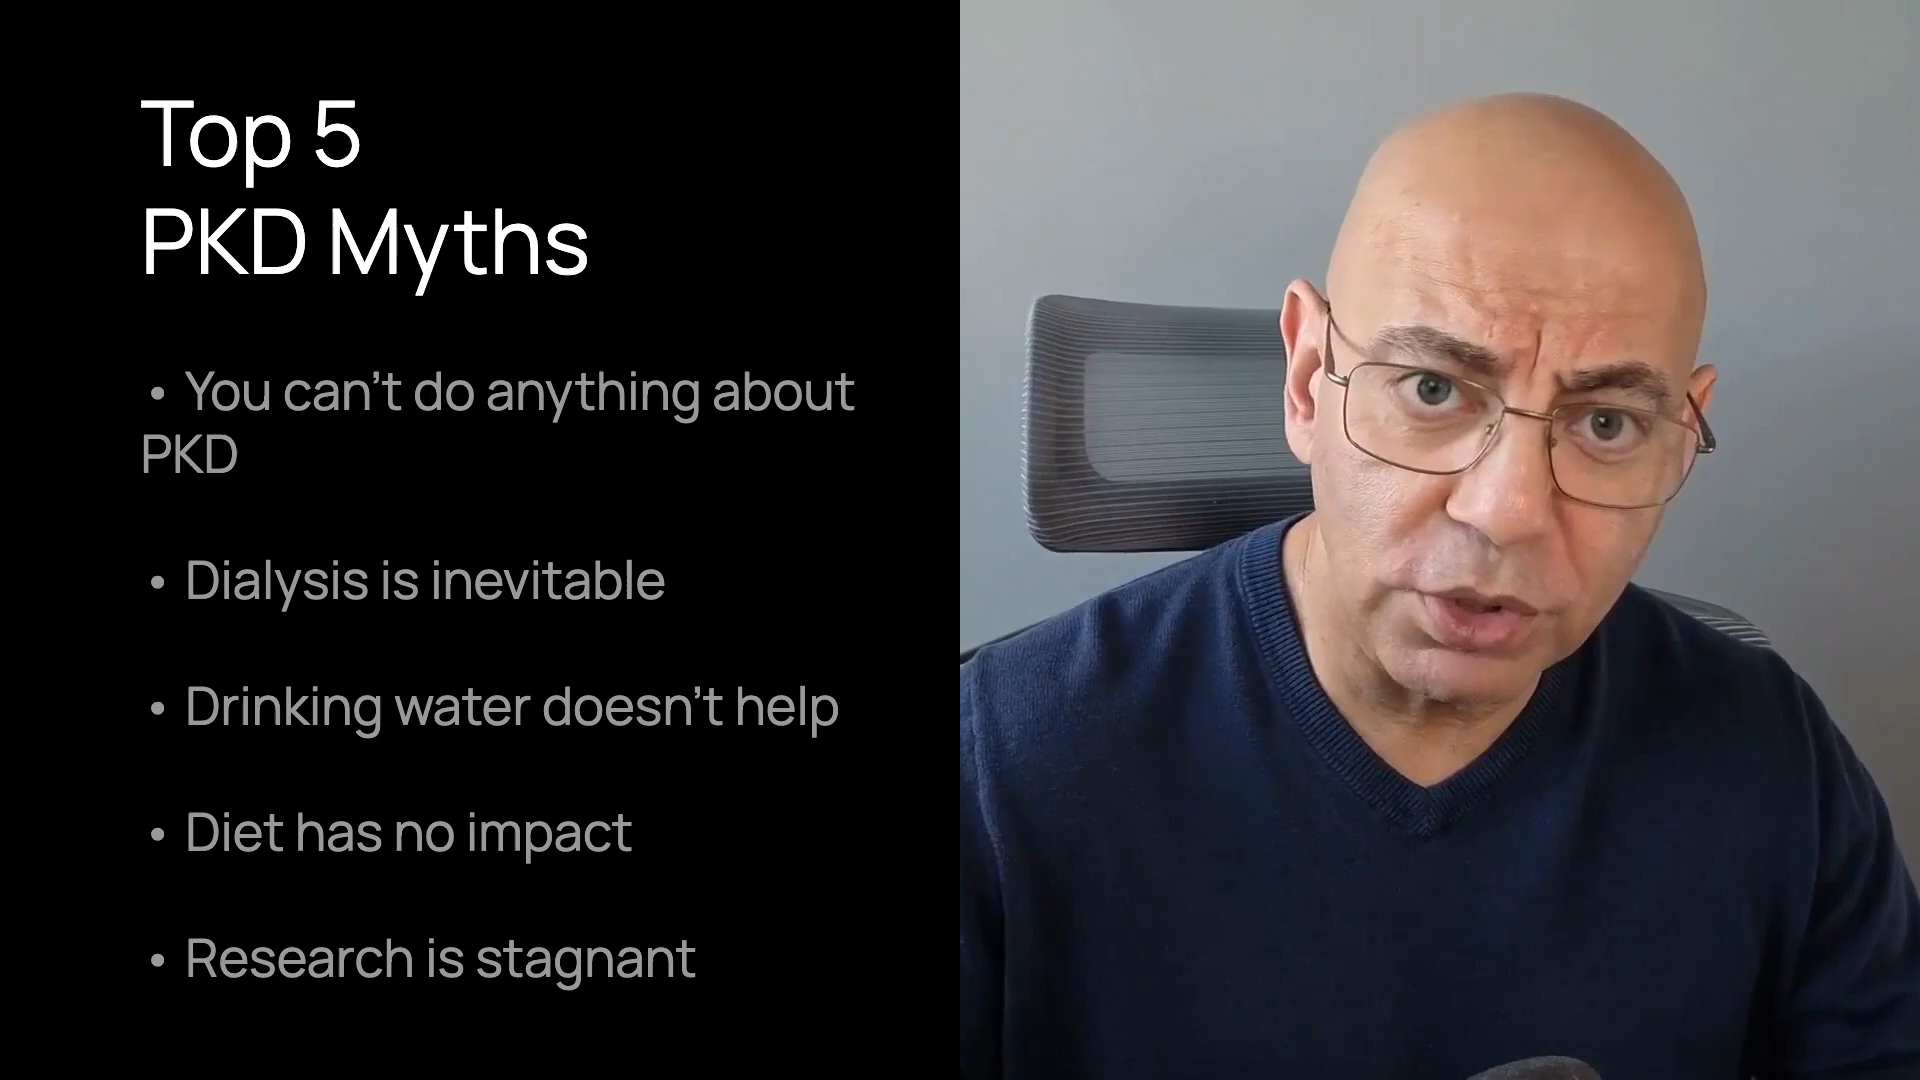 Top 5
PKD Myths
• You can’t do anything about
PKD
• Dialysis is inevitable
• Drinking water doesn’t help
• Diet has no impact
• Research is stagnant